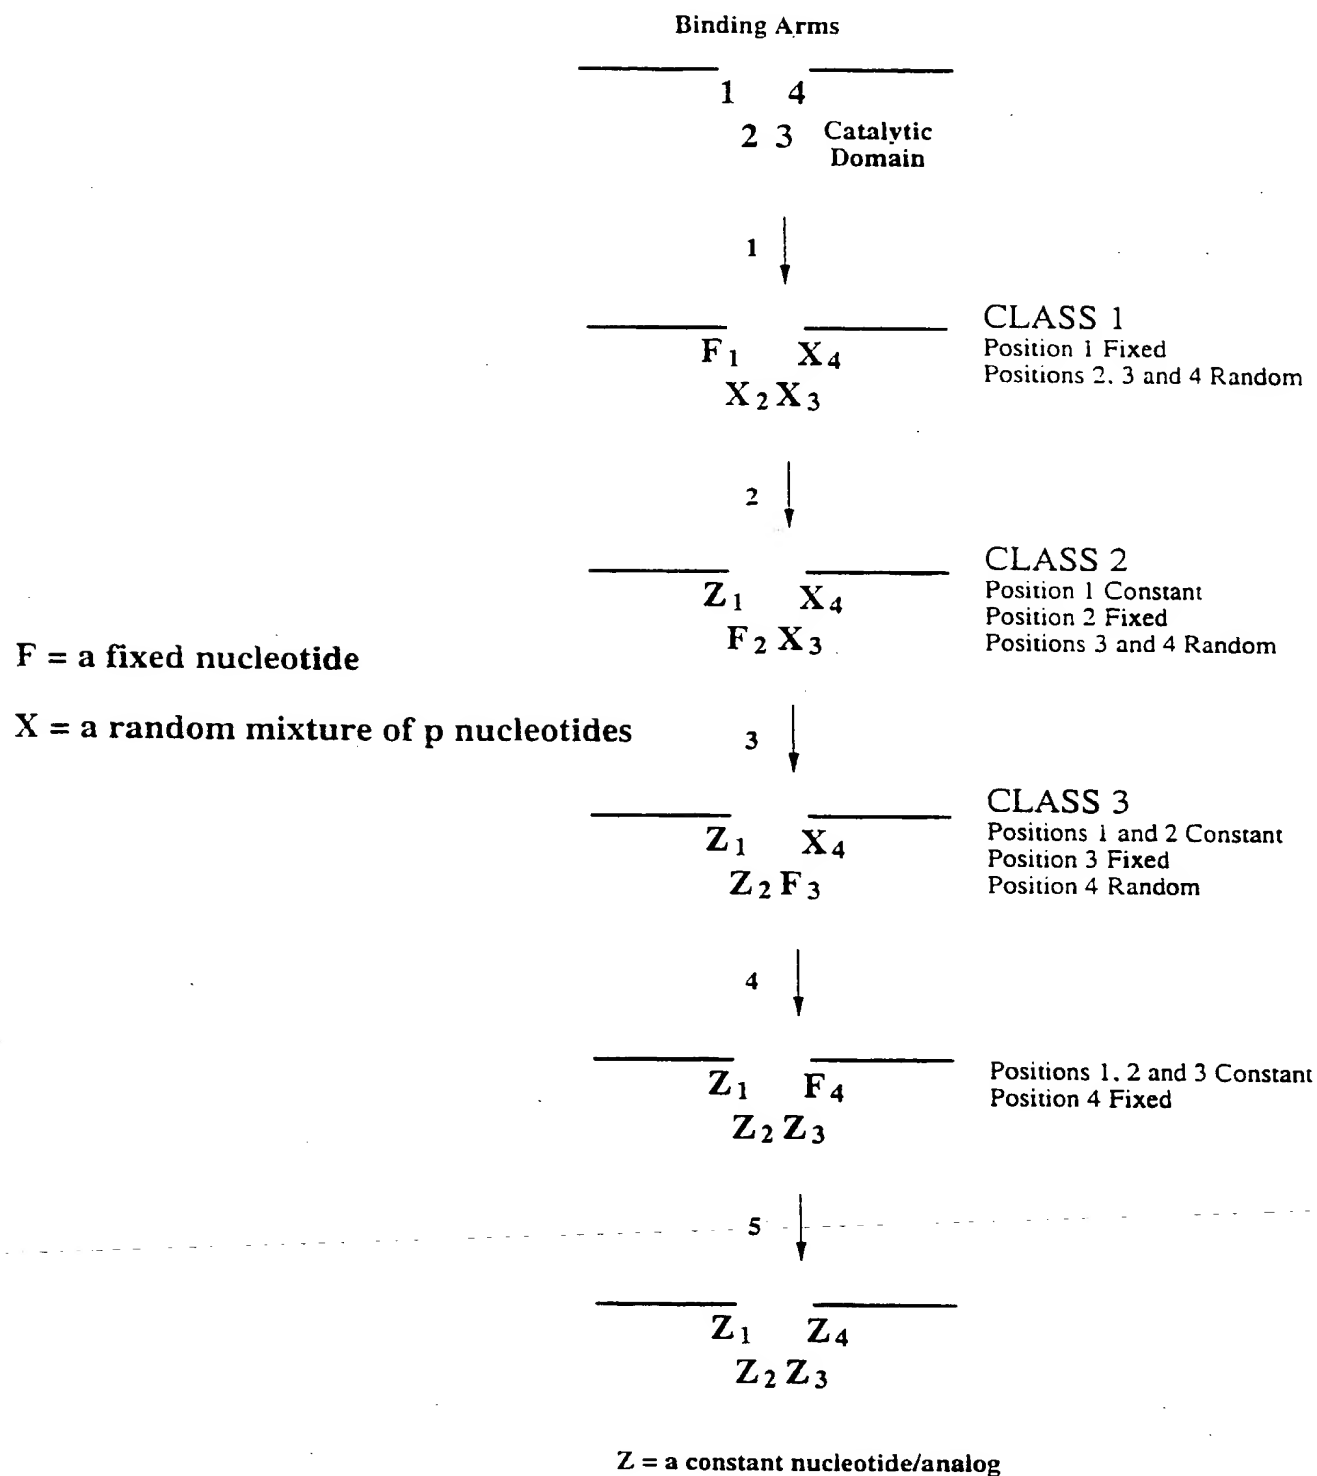 Binding Arms
1 4
2 3 Catalytic
Domain
1
F1 X4
X2 X3
CLASS 1
Position 1 Fixed
Positions 2, 3 and 4 Random
2
Z1 X4
F2 X3
CLASS 2
Position 1 Constant
Position 2 Fixed
Positions 3 and 4 Random
F = a fixed nucleotide
X = a random mixture of p nucleotides
3
Z1 X4
Z2 F3
CLASS 3
Positions 1 and 2 Constant
Position 3 Fixed
Position 4 Random
4
Z1 F4
Z2 Z3
Positions 1, 2 and 3 Constant
Position 4 Fixed
5
Z1 Z4
Z2 Z3
Z = a constant nucleotide/analog